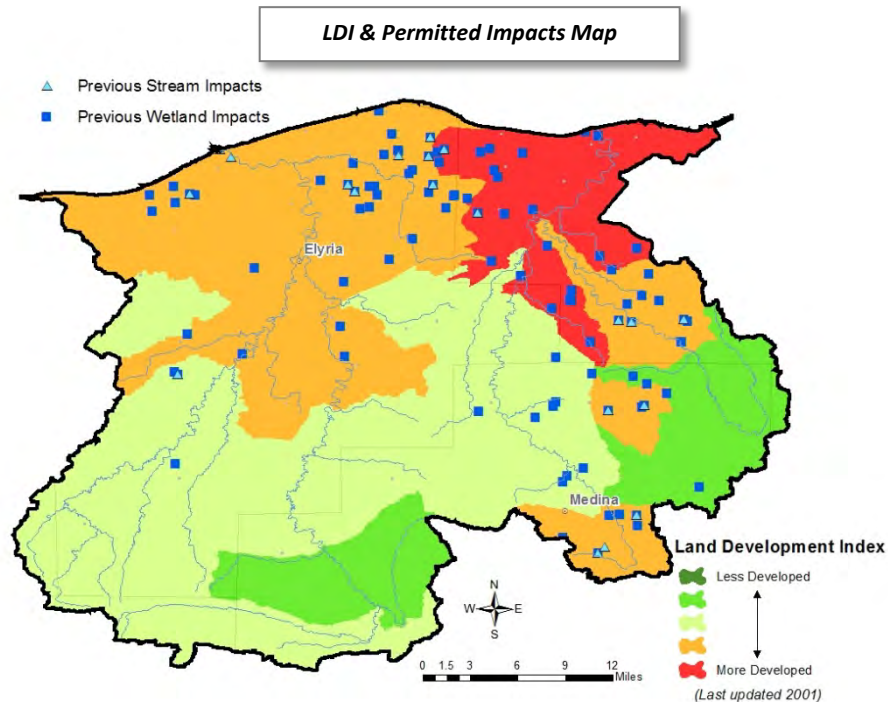 LDI & Permitted Impacts Map
Previous Stream Impacts
Previous Wetland Impacts
Elyria
Medina
Land Development Index
Less Developed
More Developed
(Last updated 2001)
N
W E
S
0 1.5 3 6 9 12
Miles